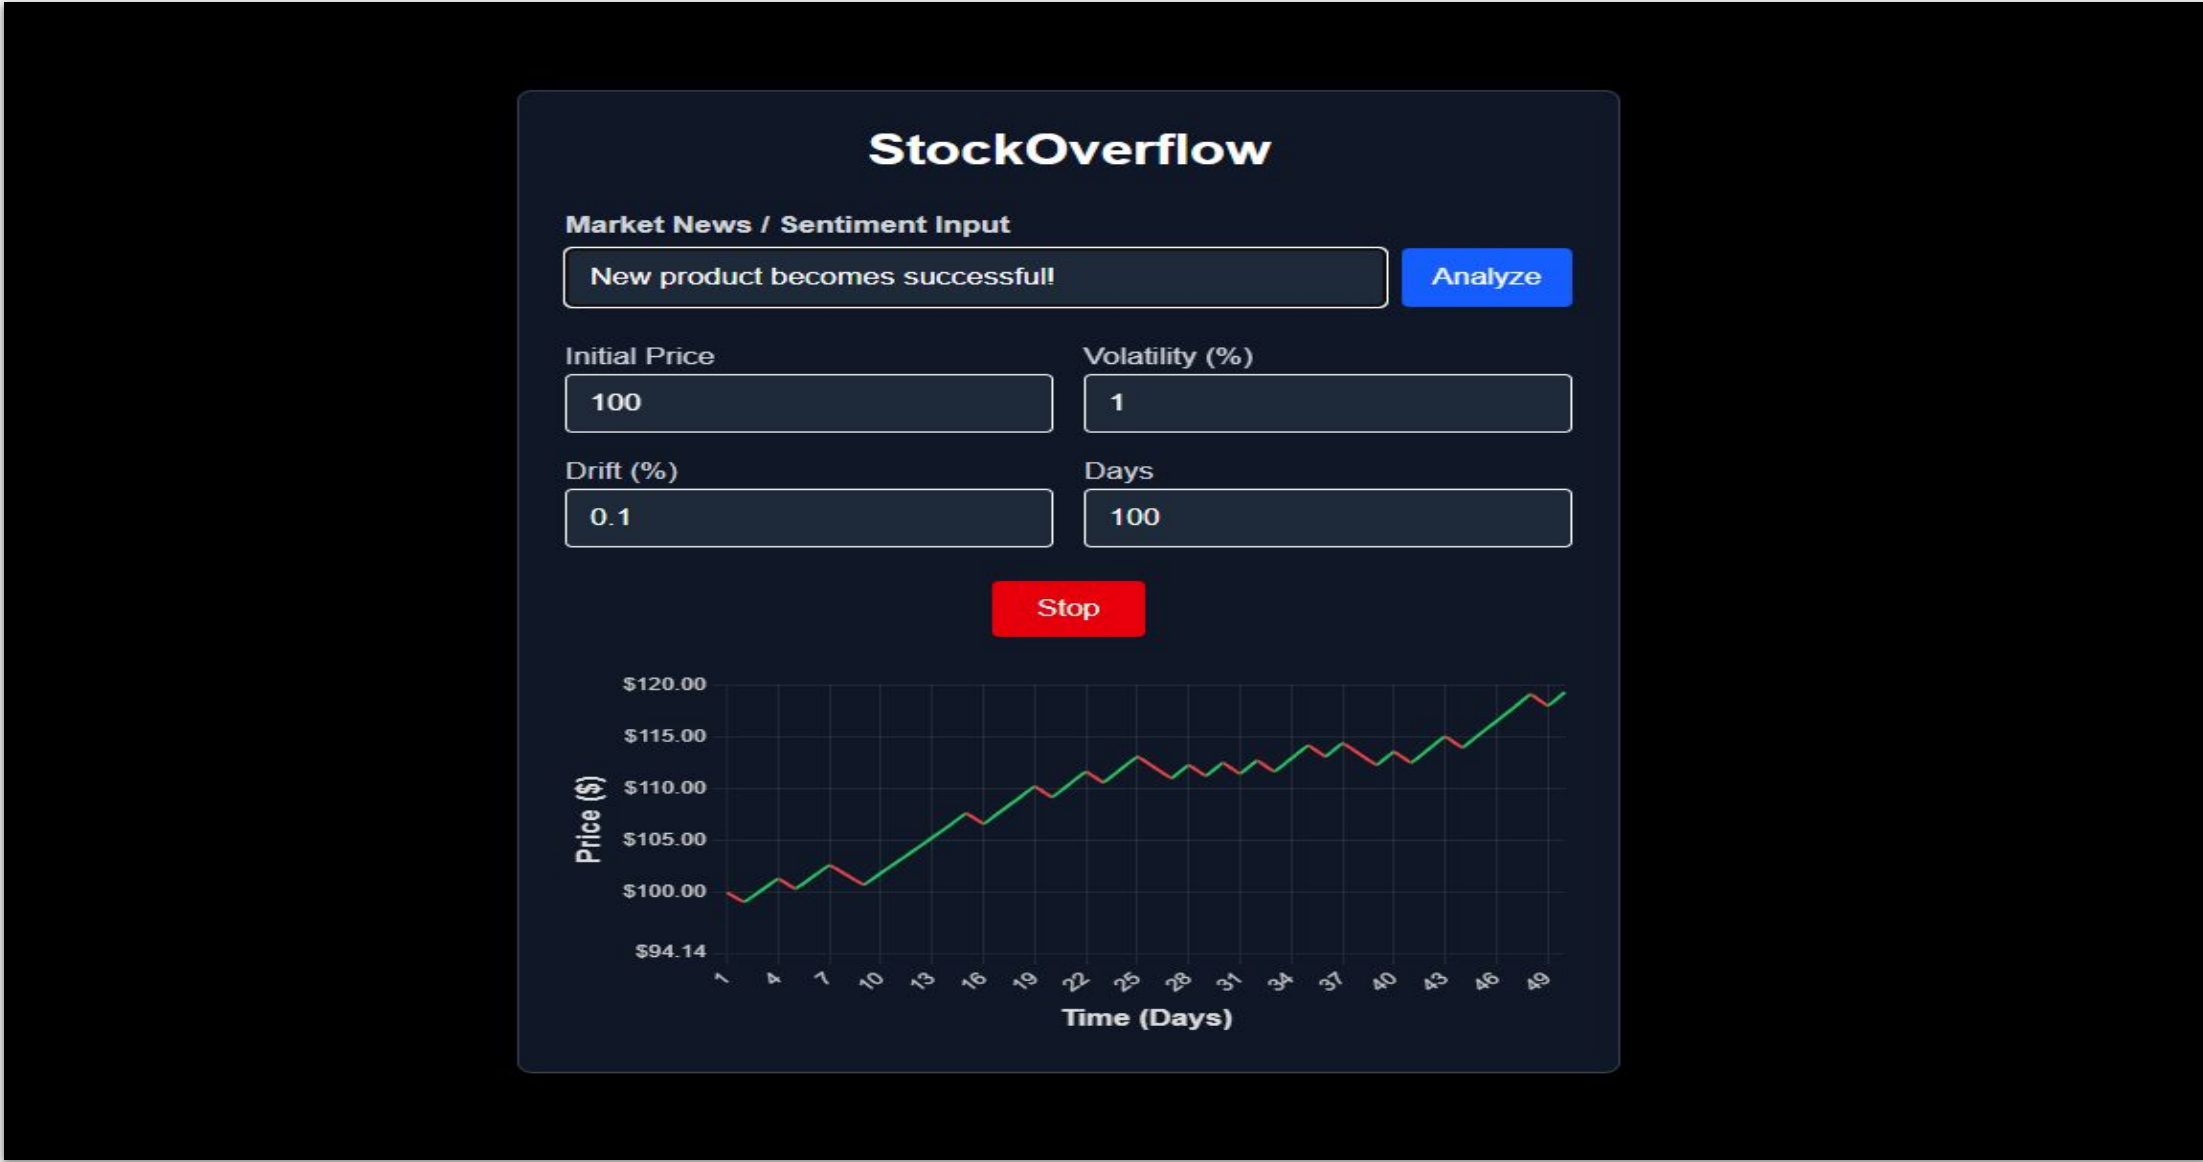 StockOverflow
Market News / Sentiment Input
New product becomes successful!
Analyze
Initial Price
Volatility (%)
100
1
Drift (%)
Days
0.1
100
Stop
$120.00
$115.00
$110.00
$105.00
$100.00
$94.14
Price ($)
1 4 7 10 13 16 19 22 25 28 31 34 37 40 43 46 49
Time (Days)